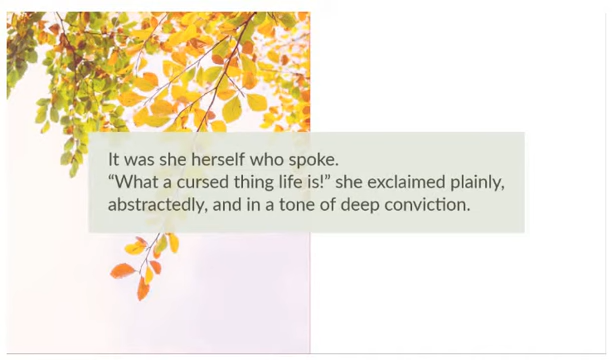 It was she herself who spoke.
“What a cursed thing life is!” she exclaimed plainly,
abstractedly, and in a tone of deep conviction.